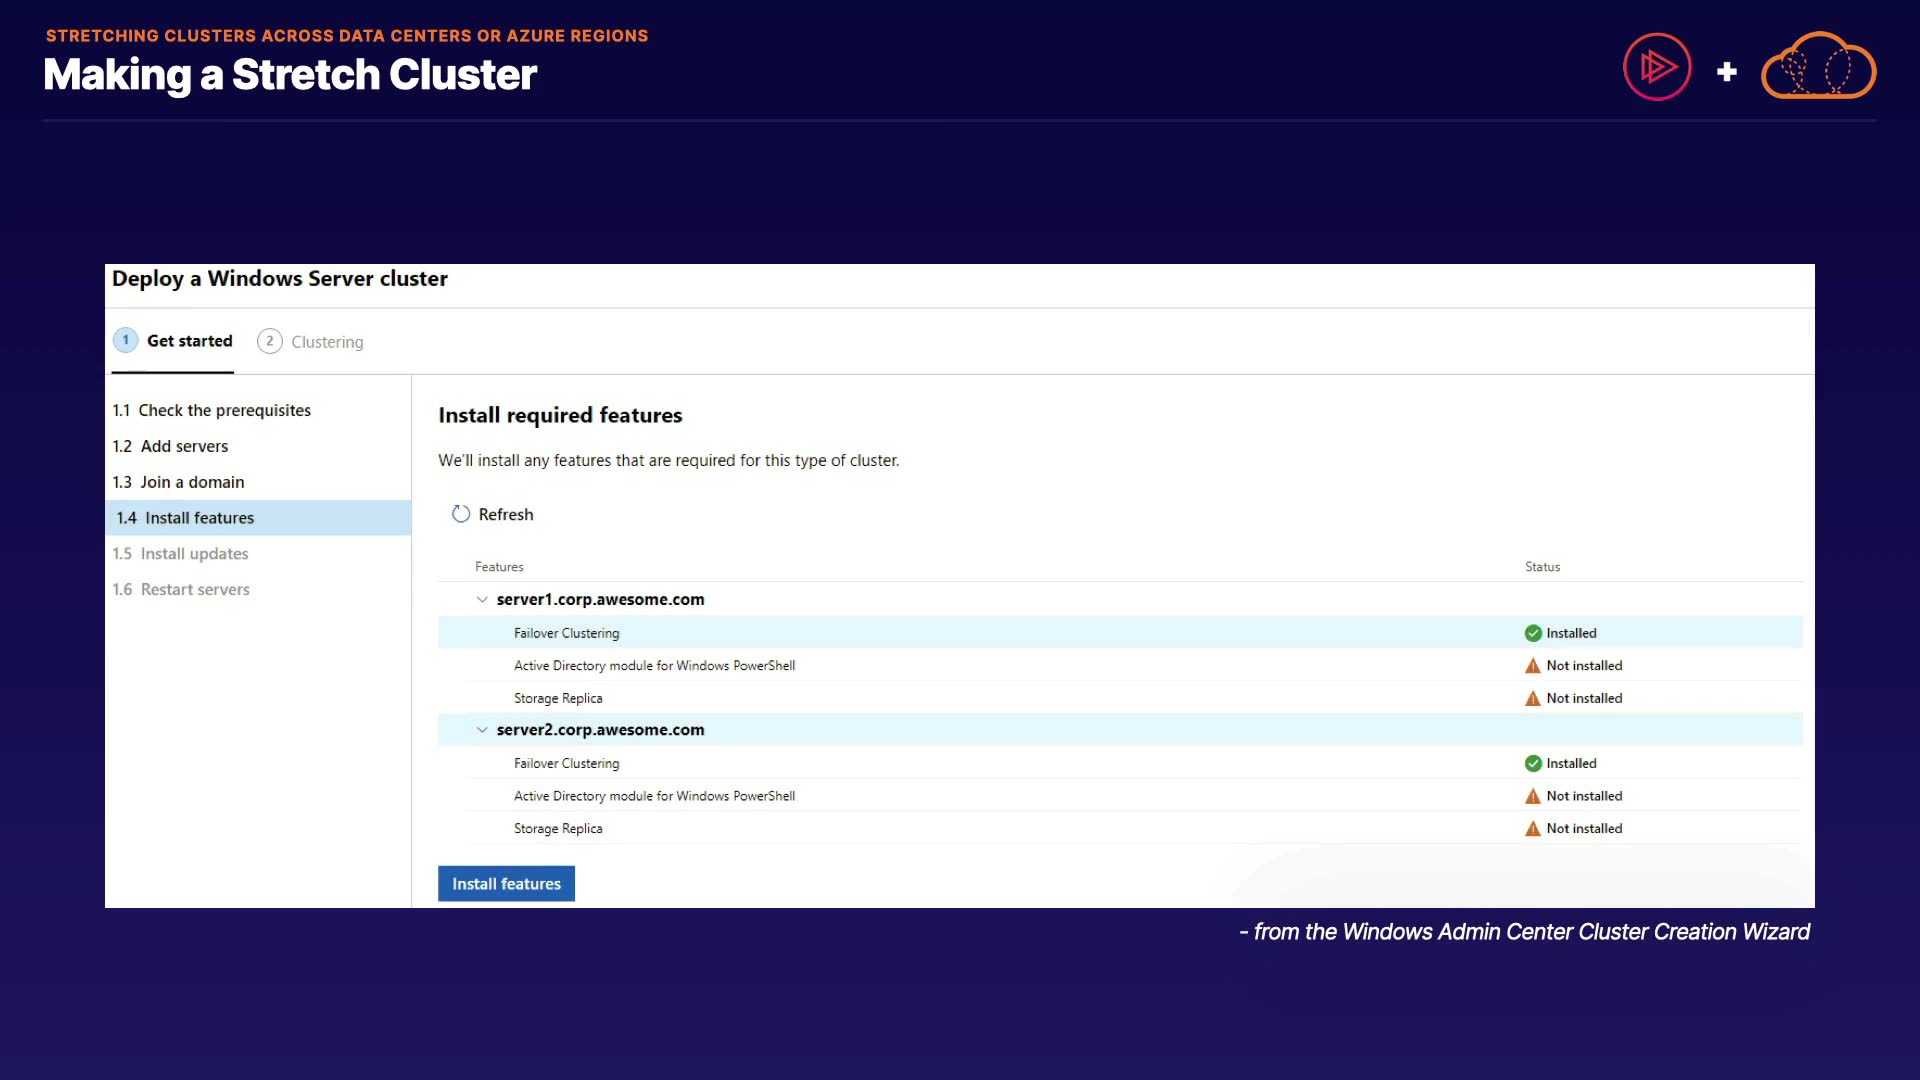 STRETCHING CLUSTERS ACROSS DATA CENTERS OR AZURE REGIONS
Making a Stretch Cluster
+
Deploy a Windows Server cluster
1 Get started 2 Clustering
1.1 Check the prerequisites
1.2 Add servers
1.3 Join a domain
1.4 Install features
1.5 Install updates
1.6 Restart servers
Install required features
We'll install any features that are required for this type of cluster.
Refresh
Features Status
server1.corp.awesome.com
Failover Clustering Installed
Active Directory module for Windows PowerShell Not installed
Storage Replica Not installed
server2.corp.awesome.com
Failover Clustering Installed
Active Directory module for Windows PowerShell Not installed
Storage Replica Not installed
Install features
- from the Windows Admin Center Cluster Creation Wizard